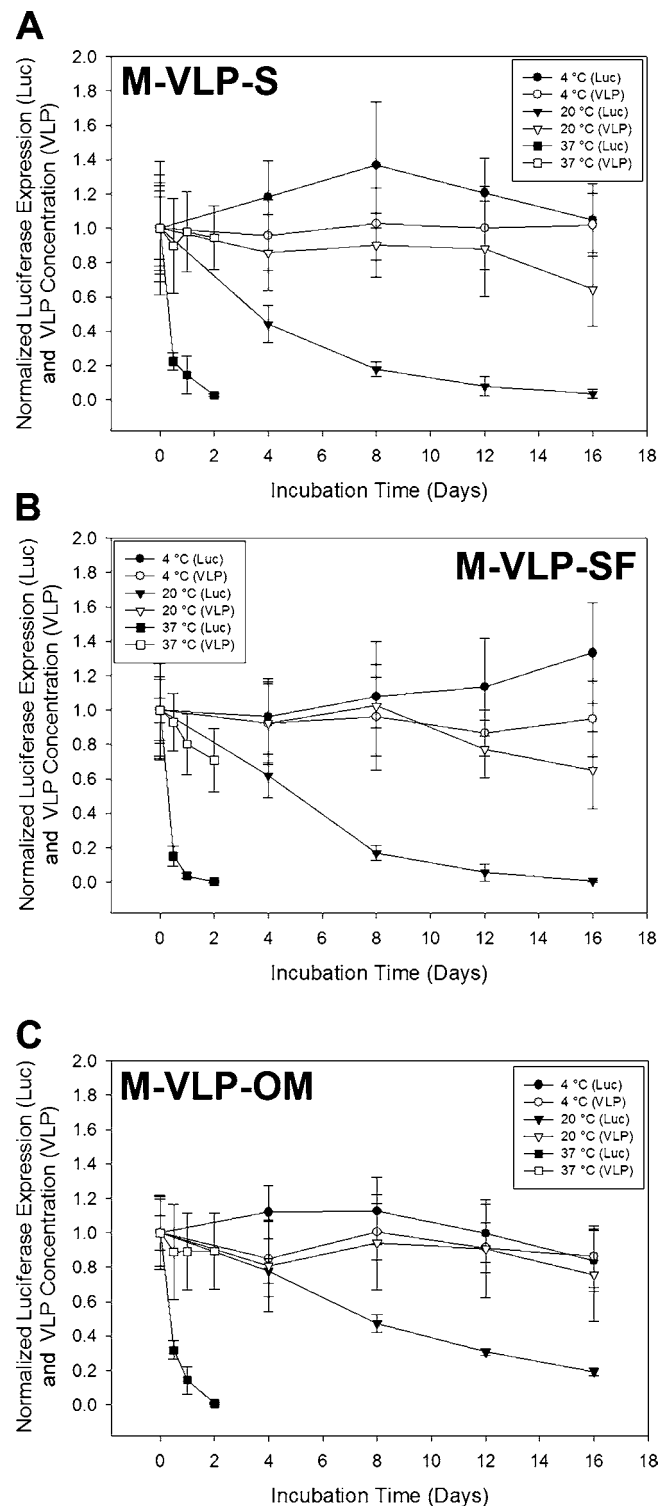 A
M-VLP-S
Normalized Luciferase Expression (Luc)
and VLP Concentration (VLP)
2.0
1.8
1.6
1.4
1.2
1.0
0.8
0.6
0.4
0.2
0.0
4 °C (Luc)
4 °C (VLP)
20 °C (Luc)
20 °C (VLP)
37 °C (Luc)
37 °C (VLP)
0 2 4 6 8 10 12 14 16 18
Incubation Time (Days)
B
M-VLP-SF
Normalized Luciferase Expression (Luc)
and VLP Concentration (VLP)
2.0
1.8
1.6
1.4
1.2
1.0
0.8
0.6
0.4
0.2
0.0
4 °C (Luc)
4 °C (VLP)
20 °C (Luc)
20 °C (VLP)
37 °C (Luc)
37 °C (VLP)
0 2 4 6 8 10 12 14 16 18
Incubation Time (Days)
C
M-VLP-OM
Normalized Luciferase Expression (Luc)
and VLP Concentration (VLP)
2.0
1.8
1.6
1.4
1.2
1.0
0.8
0.6
0.4
0.2
0.0
4 °C (Luc)
4 °C (VLP)
20 °C (Luc)
20 °C (VLP)
37 °C (Luc)
37 °C (VLP)
0 2 4 6 8 10 12 14 16 18
Incubation Time (Days)